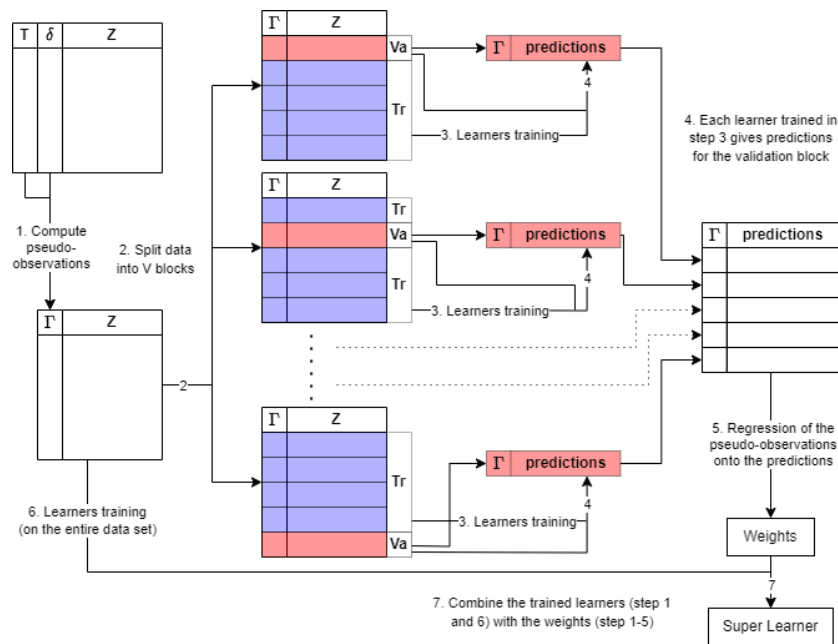 T δ Z
1. Compute
pseudo-
observations
Γ Z
2. Split data
into V blocks
2
Γ Z
Va
Tr
3. Learners training
4
Γ predictions
Γ Z
Tr
Va
Tr
3. Learners training
4
Γ predictions
Γ Z
Tr
Va
3. Learners training
4
Γ predictions
4. Each learner trained in
step 3 gives predictions
for the validation block
Γ predictions
5. Regression of the
pseudo-observations
onto the predictions
Weights
6. Learners training
(on the entire data set)
7
7. Combine the trained learners (step 1
and 6) with the weights (step 1-5)
Super Learner